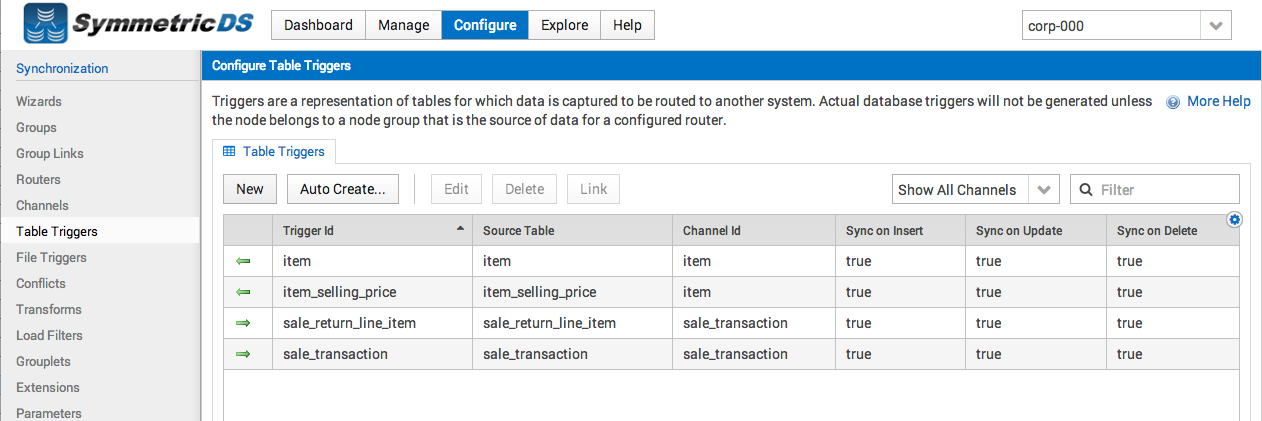 SymmetricDS
Dashboard Manage Configure Explore Help
corp-000
Synchronization
Wizards
Groups
Group Links
Routers
Channels
Table Triggers
File Triggers
Conflicts
Transforms
Load Filters
Grouplets
Extensions
Parameters
Configure Table Triggers
Triggers are a representation of tables for which data is captured to be routed to another system. Actual database triggers will not be generated unless
the node belongs to a node group that is the source of data for a configured router.
More Help
Table Triggers
New Auto Create... Edit Delete Link Show All Channels Filter
Trigger Id Source Table Channel Id Sync on Insert Sync on Update Sync on Delete
item item item true true true
item_selling_price item_selling_price item true true true
sale_return_line_item sale_return_line_item sale_transaction true true true
sale_transaction sale_transaction sale_transaction true true true